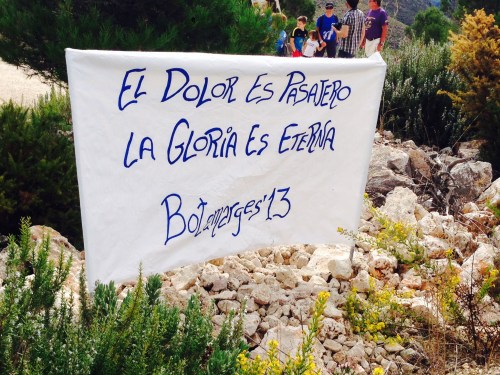 EL DOLOR ES PASAJERO
LA GLORIA ES ETERNA
Botamarges'13